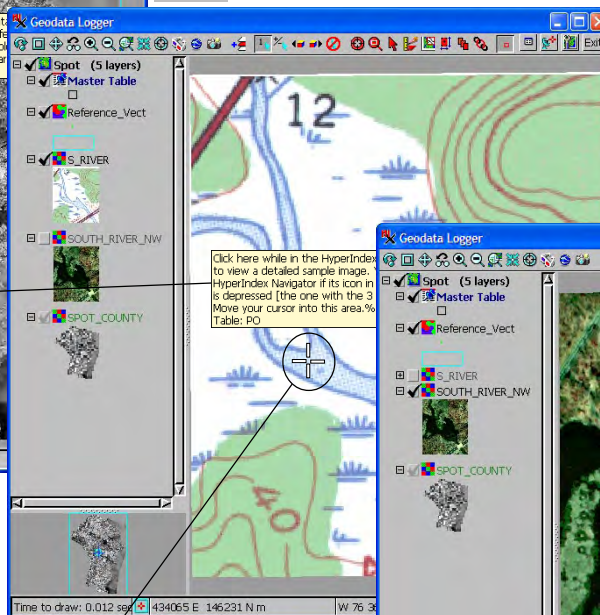 Geodata Logger
Exit
Spot (5 layers)
Master Table
Reference_Vect
S_RIVER
SOUTH_RIVER_NW
SPOT_COUNTY
12
Click here while in the HyperIndex
to view a detailed sample image.
HyperIndex Navigator if its icon in
is depressed [the one with the 3
Move your cursor into this area.%
Table: PO
40
Time to draw: 0.012 sec
434065 E 146231 N m
W 76 3
Geodata Logger
Spot (5 layers)
Master Table
Reference_Vect
S_RIVER
SOUTH_RIVER_NW
SPOT_COUNTY